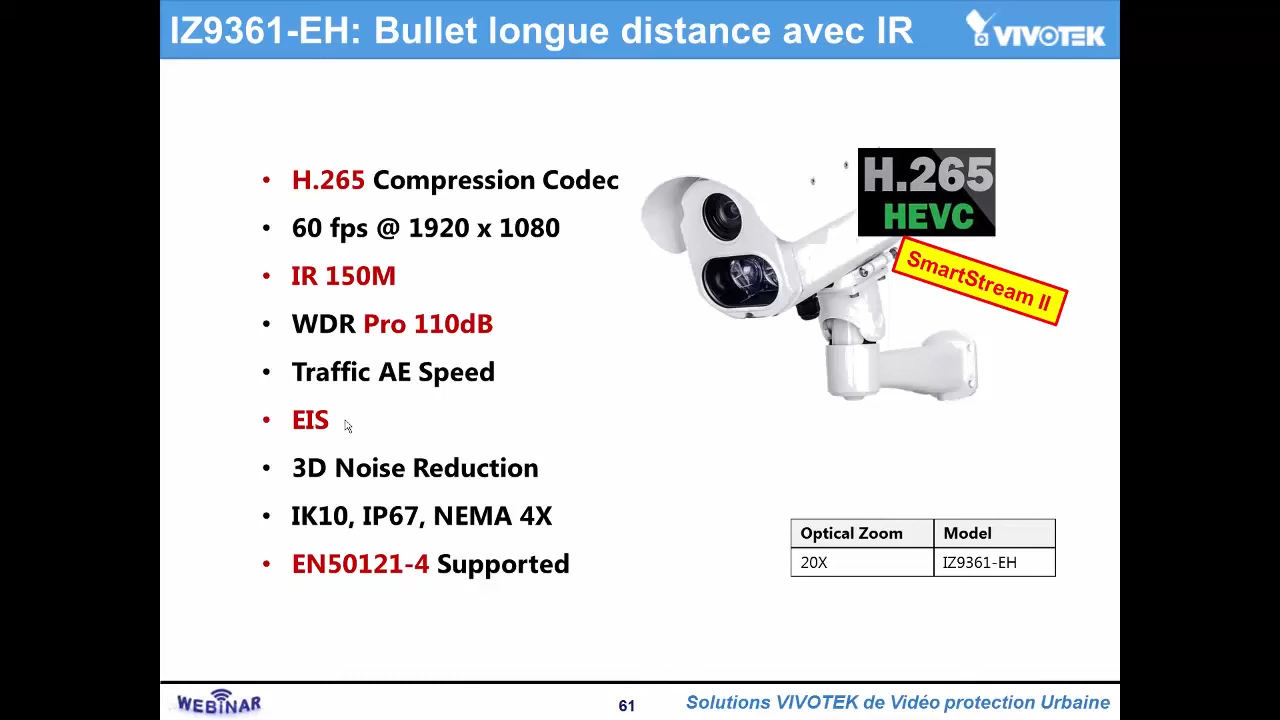 IZ9361-EH: Bullet longue distance avec IR
VIVOTEK
• H.265 Compression Codec
• 60 fps @ 1920 x 1080
• IR 150M
• WDR Pro 110dB
• Traffic AE Speed
• EIS
• 3D Noise Reduction
• IK10, IP67, NEMA 4X
• EN50121-4 Supported
H.265
HEVC
SmartStream II
Optical Zoom Model
20X IZ9361-EH
WEBINAR
61
Solutions VIVOTEK de Vidéo protection Urbaine